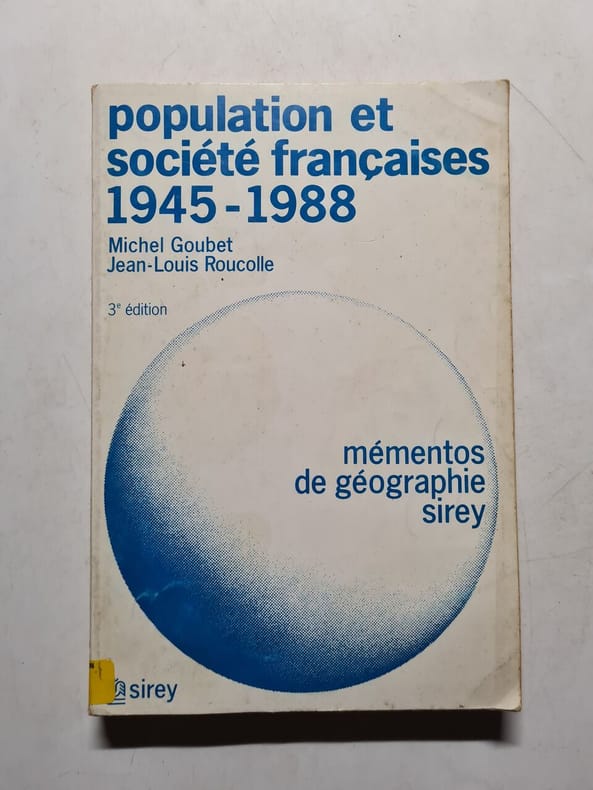 population et
société françaises
1945-1988
Michel Goubet
Jean-Louis Roucolle
3e édition
mémentos
de géographie
sirey
sirey